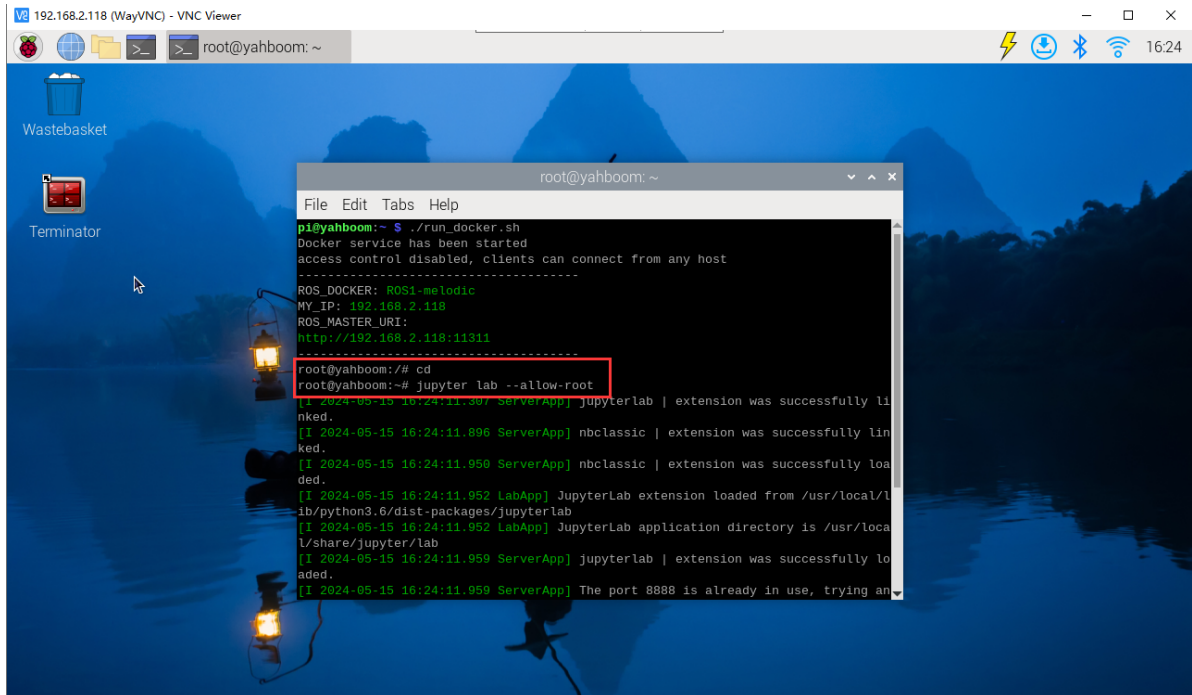 192.168.2.118 (WayVNC) - VNC Viewer
root@yahboom: ~
16:24
Wastebasket
Terminator
root@yahboom: ~
File Edit Tabs Help
pi@yahboom:~ $ ./run_docker.sh
Docker service has been started
access control disabled, clients can connect from any host
--------------------------------------
ROS_DOCKER: ROS1-melodic
MY_IP: 192.168.2.118
ROS_MASTER_URI:
http://192.168.2.118:11311
--------------------------------------
root@yahboom:/# cd
root@yahboom:~# jupyter lab --allow-root
[I 2024-05-15 16:24:11.307 ServerApp] jupyterlab | extension was successfully li
nked.
[I 2024-05-15 16:24:11.896 ServerApp] nbclassic | extension was successfully lin
ked.
[I 2024-05-15 16:24:11.950 ServerApp] nbclassic | extension was successfully loa
ded.
[I 2024-05-15 16:24:11.952 LabApp] JupyterLab extension loaded from /usr/local/l
ib/python3.6/dist-packages/jupyterlab
[I 2024-05-15 16:24:11.952 LabApp] JupyterLab application directory is /usr/loca
l/share/jupyter/lab
[I 2024-05-15 16:24:11.959 ServerApp] jupyterlab | extension was successfully lo
aded.
[I 2024-05-15 16:24:11.959 ServerApp] The port 8888 is already in use, trying an